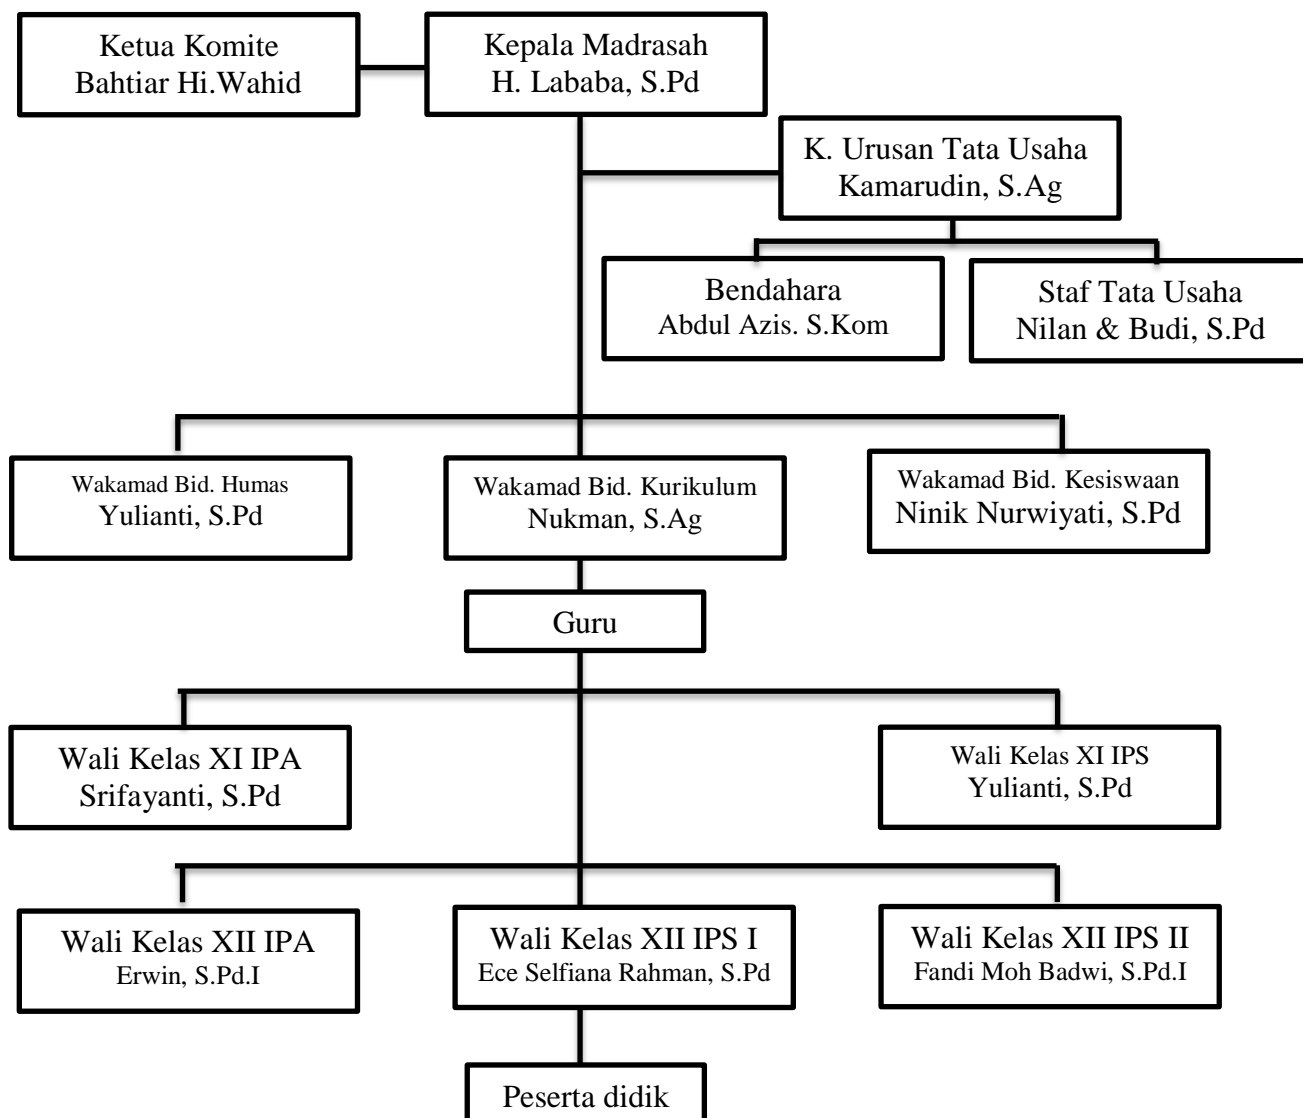 Ketua Komite
Bahtiar Hi.Wahid
Kepala Madrasah
H. Lababa, S.Pd
K. Urusan Tata Usaha
Kamarudin, S.Ag
Bendahara
Abdul Azis. S.Kom
Staf Tata Usaha
Nilan & Budi, S.Pd
Wakamad Bid. Humas
Yulianti, S.Pd
Wakamad Bid. Kurikulum
Nukman, S.Ag
Wakamad Bid. Kesiswaan
Ninik Nurwiyati, S.Pd
Guru
Wali Kelas XI IPA
Srifayanti, S.Pd
Wali Kelas XI IPS
Yulianti, S.Pd
Wali Kelas XII IPA
Erwin, S.Pd.I
Wali Kelas XII IPS I
Ece Selfiana Rahman, S.Pd
Wali Kelas XII IPS II
Fandi Moh Badwi, S.Pd.I
Peserta didik